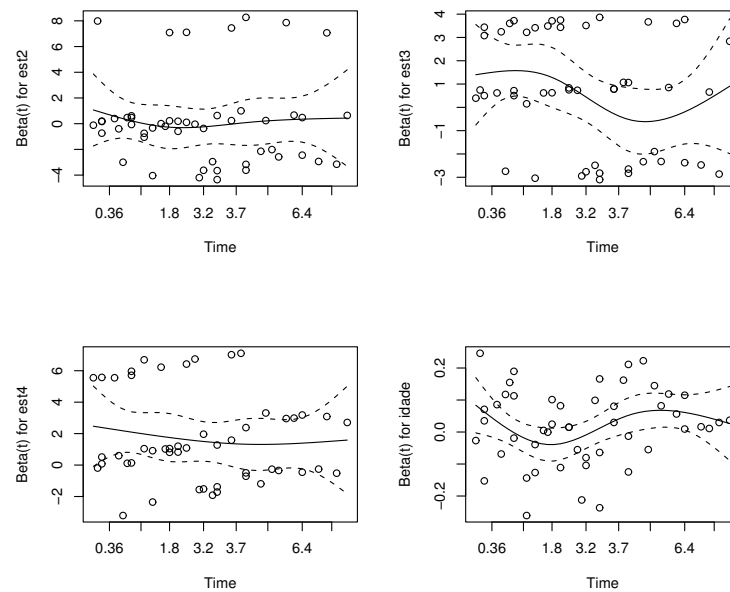 Beta(t) for est2
8
6
4
2
0
−4
0.36 1.8 3.2 3.7 6.4
Time
Beta(t) for est3
4
3
1
−1
−3
0.36 1.8 3.2 3.7 6.4
Time
Beta(t) for est4
6
4
2
0
−2
0.36 1.8 3.2 3.7 6.4
Time
Beta(t) for idade
0.2
0.0
−0.2
0.36 1.8 3.2 3.7 6.4
Time